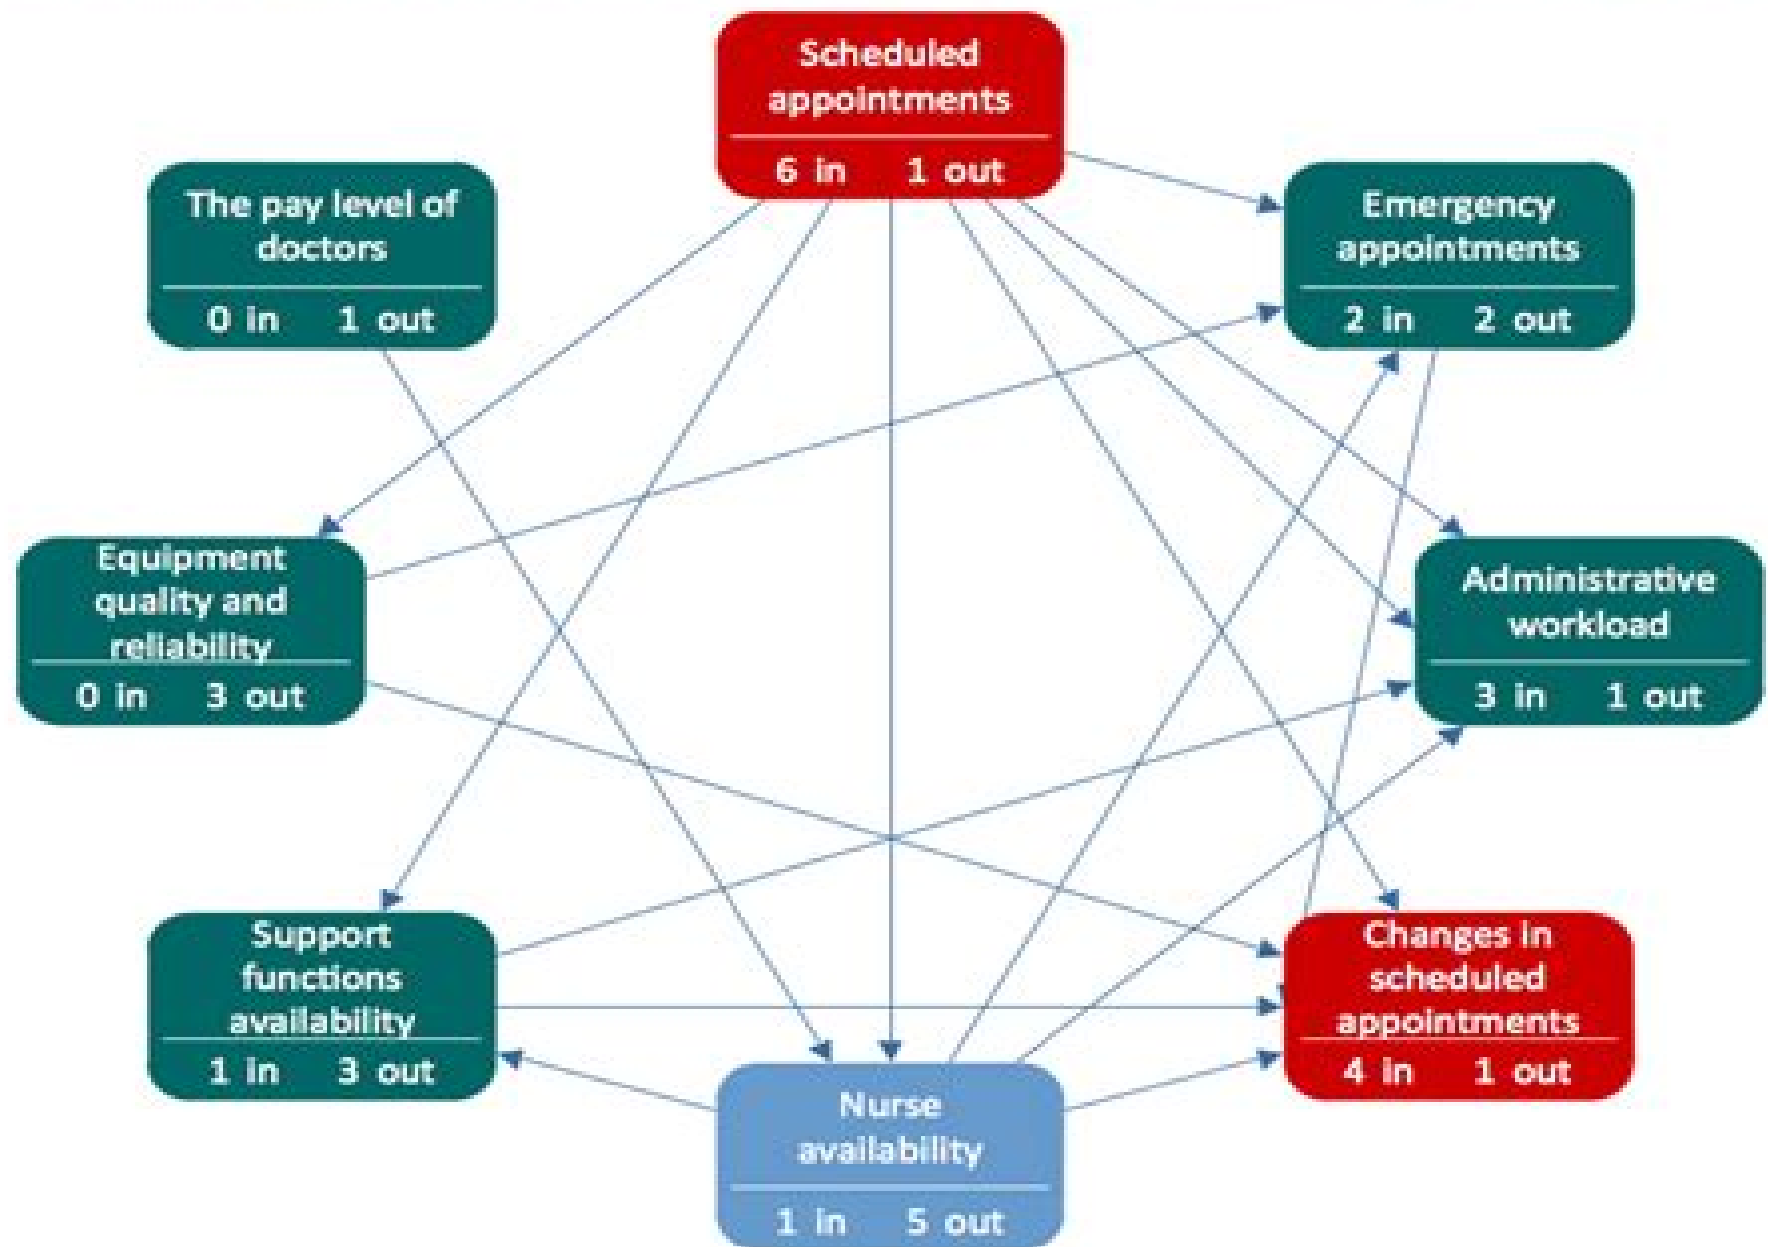 Scheduled
appointments
6 in 1 out
The pay level of
doctors
0 in 1 out
Emergency
appointments
2 in 2 out
Equipment
quality and
reliability
0 in 3 out
Administrative
workload
3 in 1 out
Support
functions
availability
1 in 3 out
Changes in
scheduled
appointments
4 in 1 out
Nurse
availability
1 in 5 out